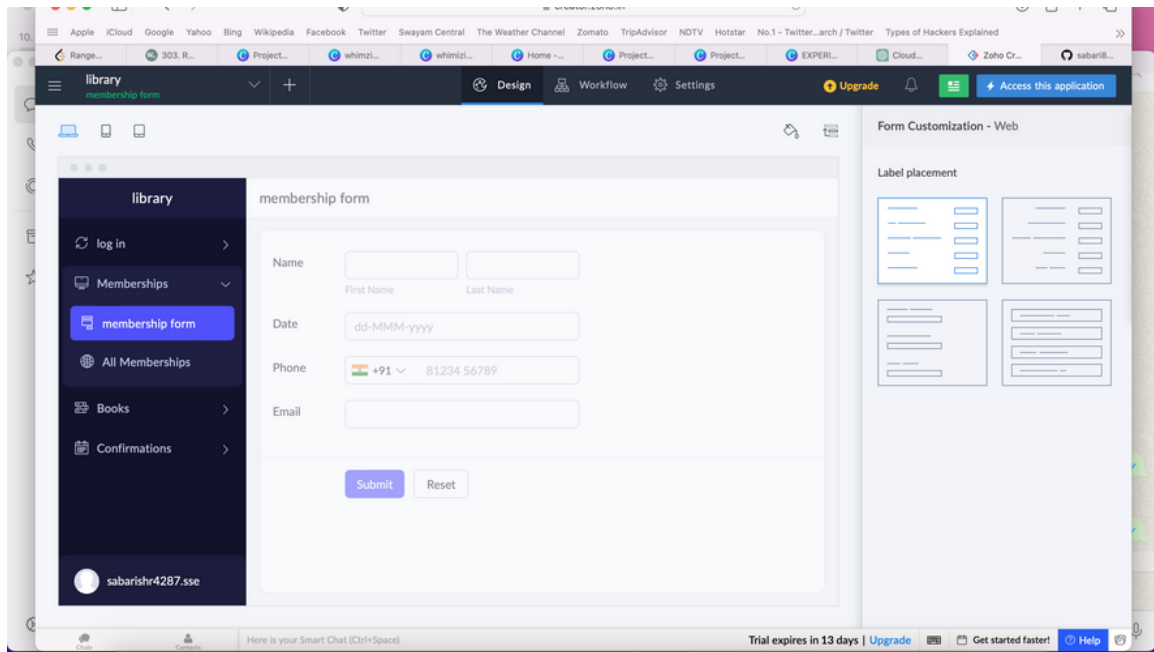 10.
creator.zoho.in
Apple iCloud Google Yahoo Bing Wikipedia Facebook Twitter Swayam Central The Weather Channel Zomato TripAdvisor NDTV Hotstar No.1 - Twitter...arch / Twitter Types of Hackers Explained
Range... 303. R... Project... whimzi... whimizi... Home -... Project... Project... EXPERI... Cloud... Zoho Cr... sabari8...
library
membership form
Design Workflow Settings Upgrade Access this application
Form Customization - Web
Label placement
library
membership form
log in
Memberships
membership form
All Memberships
Books
Confirmations
sabarishr4287.sse
Name
First Name Last Name
Date dd-MMM-yyyy
Phone +91 81234 56789
Email
Submit Reset
Chats Contacts Here is your Smart Chat (Ctrl+Space) Trial expires in 13 days | Upgrade Get started faster! Help